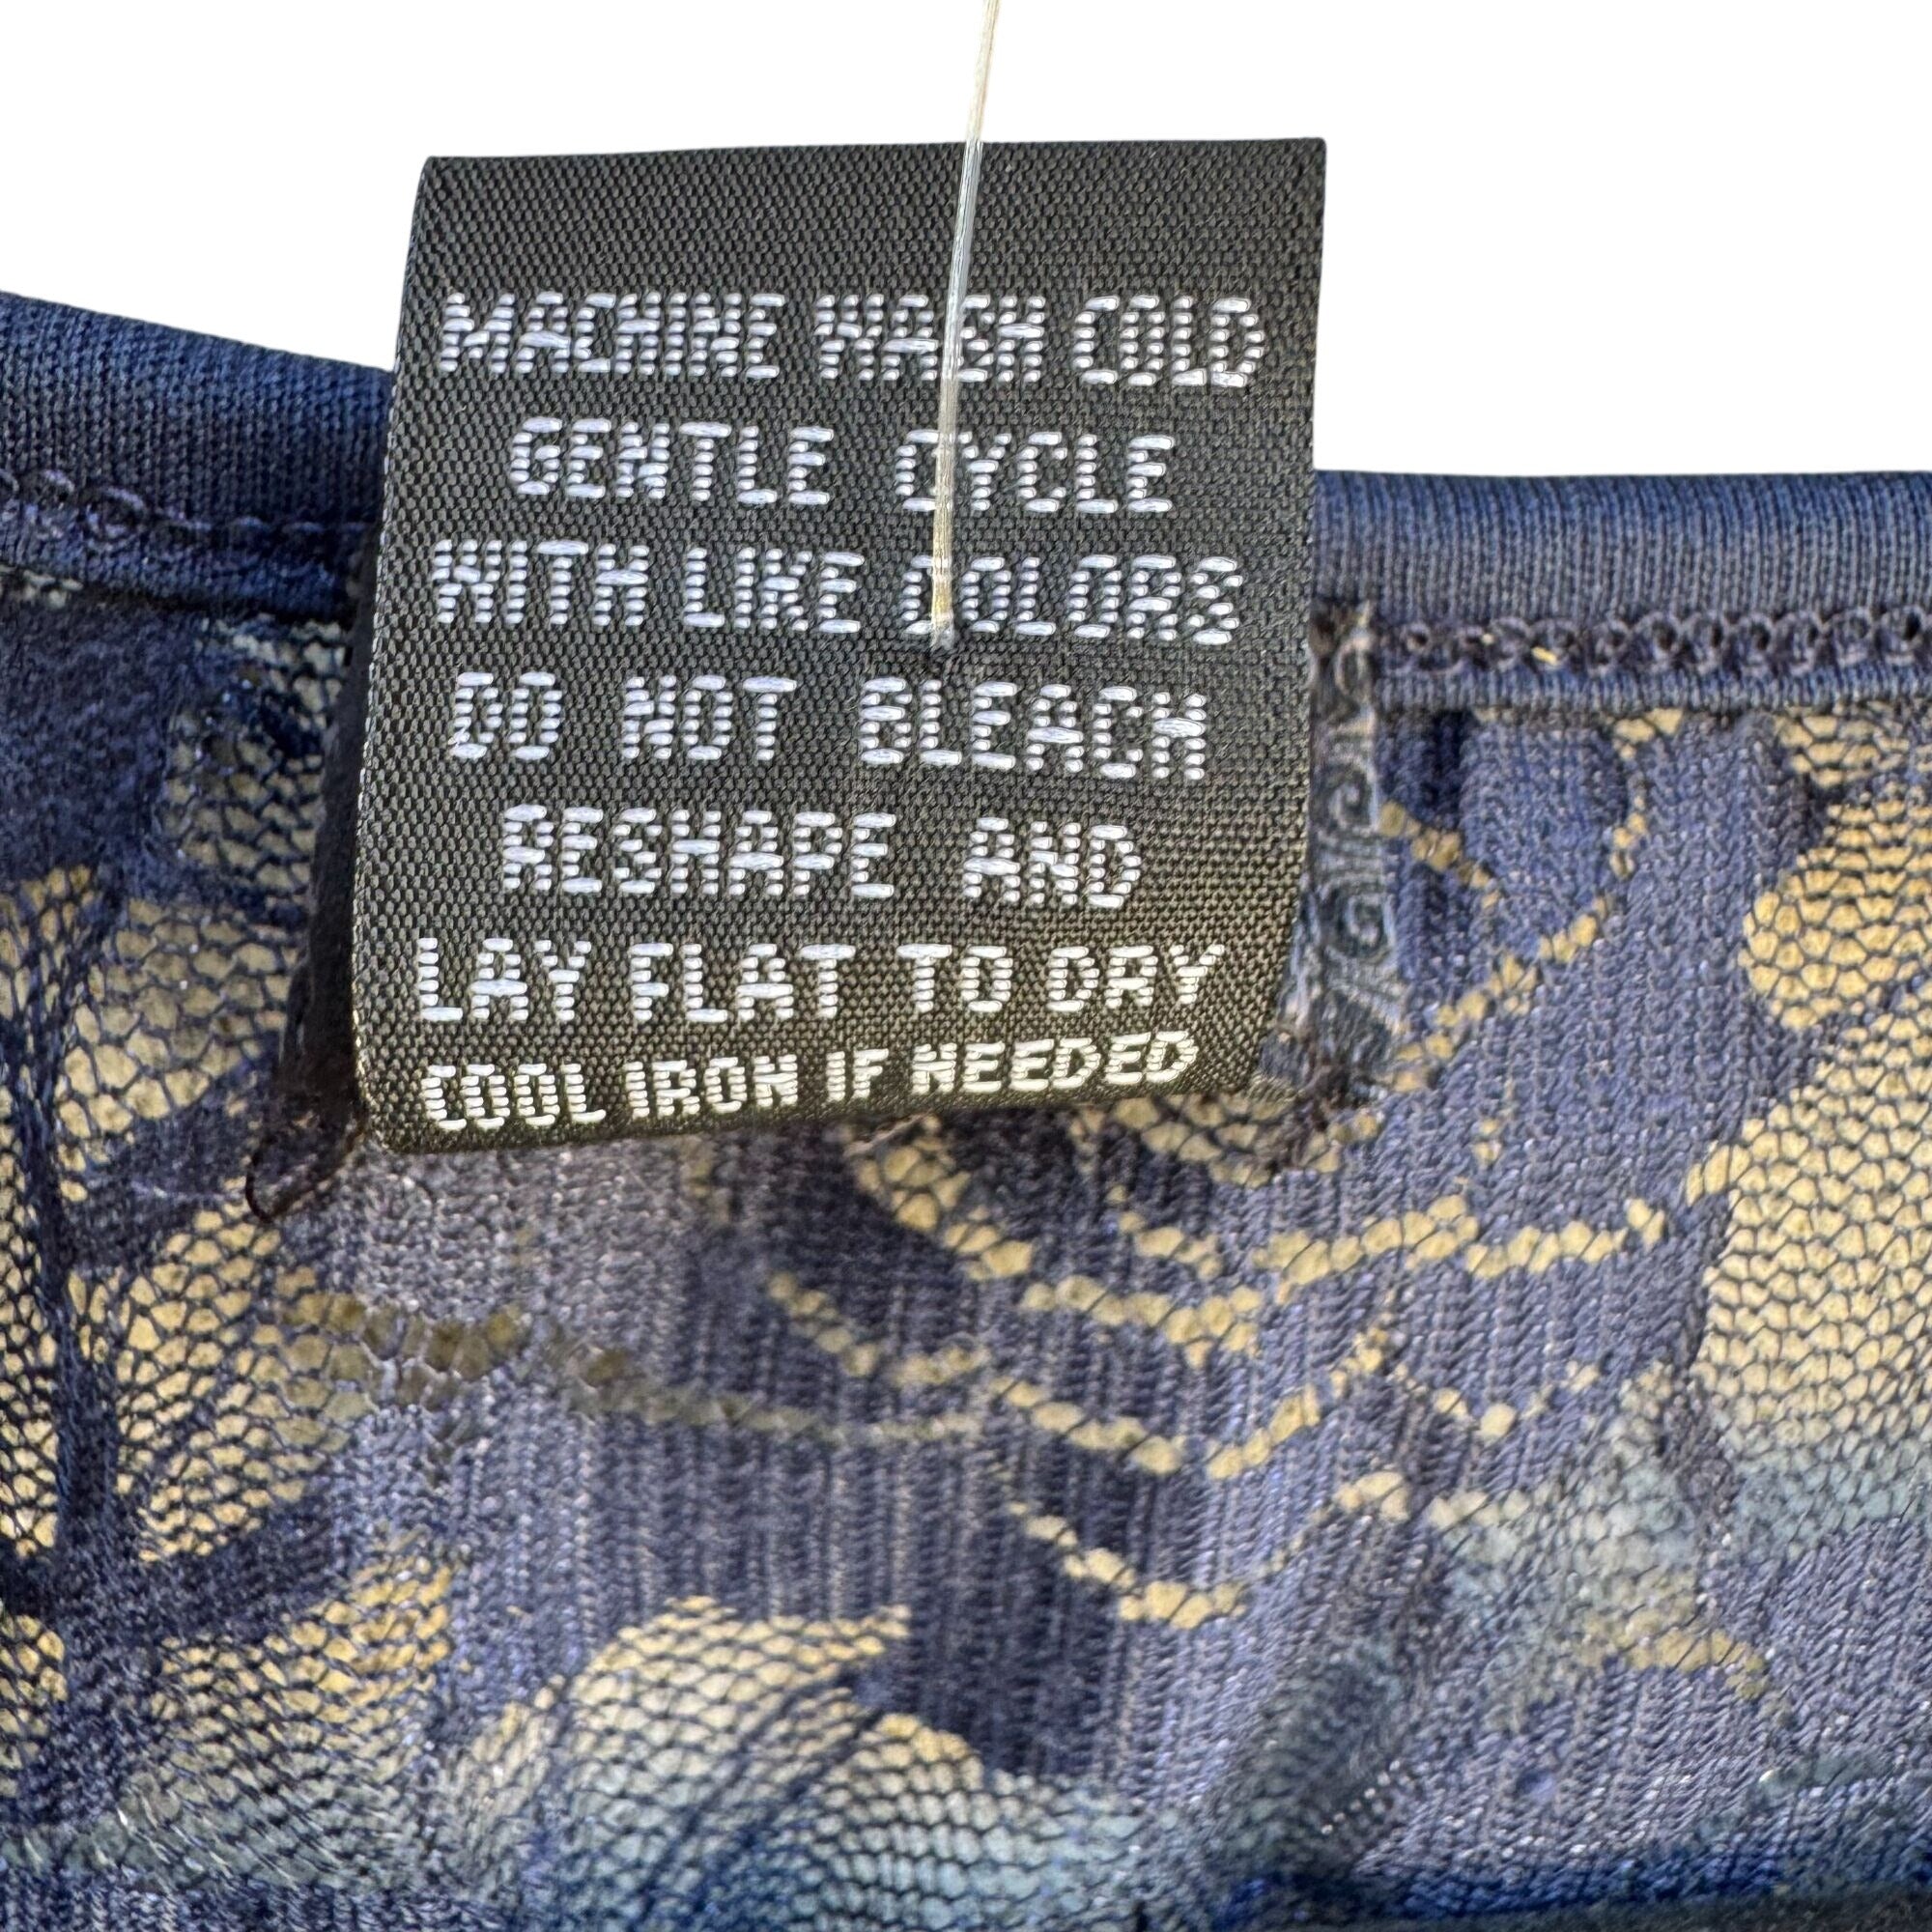 MACHINE WASH COLD
GENTLE CYCLE
WITH LIKE COLORS
DO NOT BLEACH
RESHAPE AND
LAY FLAT TO DRY
COOL IRON IF NEEDED